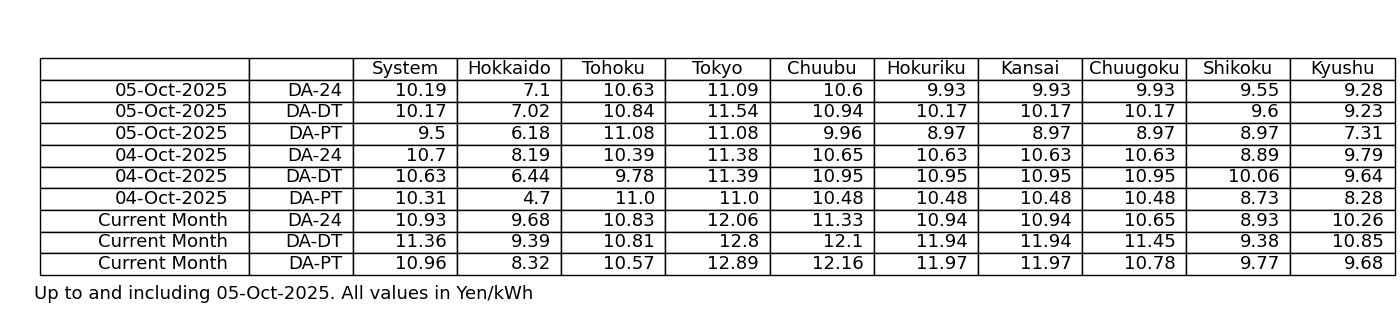 System Hokkaido Tohoku Tokyo Chuubu Hokuriku Kansai Chuugoku Shikoku Kyushu
05-Oct-2025 DA-24 10.19 7.1 10.63 11.09 10.6 9.93 9.93 9.93 9.55 9.28
05-Oct-2025 DA-DT 10.17 7.02 10.84 11.54 10.94 10.17 10.17 10.17 9.6 9.23
05-Oct-2025 DA-PT 9.5 6.18 11.08 11.08 9.96 8.97 8.97 8.97 8.97 7.31
04-Oct-2025 DA-24 10.7 8.19 10.39 11.38 10.65 10.63 10.63 10.63 8.89 9.79
04-Oct-2025 DA-DT 10.63 6.44 9.78 11.39 10.95 10.95 10.95 10.95 10.06 9.64
04-Oct-2025 DA-PT 10.31 4.7 11.0 11.0 10.48 10.48 10.48 10.48 8.73 8.28
Current Month DA-24 10.93 9.68 10.83 12.06 11.33 10.94 10.94 10.65 8.93 10.26
Current Month DA-DT 11.36 9.39 10.81 12.8 12.1 11.94 11.94 11.45 9.38 10.85
Current Month DA-PT 10.96 8.32 10.57 12.89 12.16 11.97 11.97 10.78 9.77 9.68
Up to and including 05-Oct-2025. All values in Yen/kWh